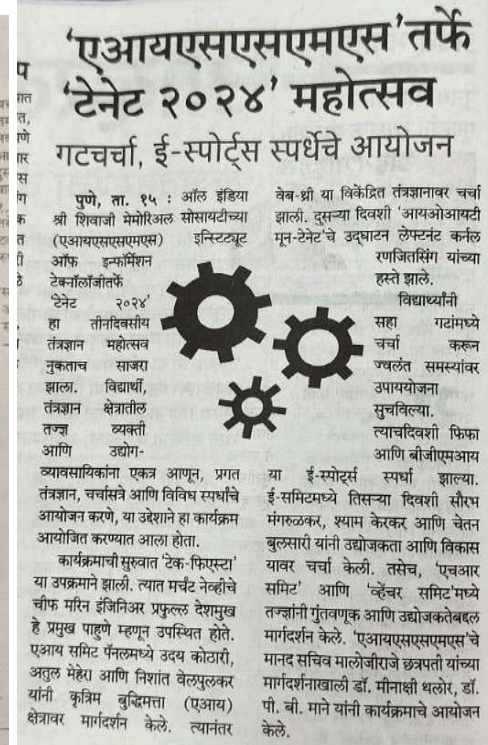 'एआयएसएसएमएस'तर्फे
'टेनेट २०२४' महोत्सव
गटचर्चा, ई-स्पोर्ट्स स्पर्धेचे आयोजन
पुणे, ता. १५ : ऑल इंडिया
श्री शिवाजी मेमोरिअल सोसायटीच्या
(एआयएसएसएमएस) इन्स्टिट्यूट
ऑफ इन्फॉर्मेशन
टेक्नॉलॉजीतर्फे
'टेनेट २०२४'
हा तीनदिवसीय
तंत्रज्ञान महोत्सव
नुकताच साजरा
झाला. विद्यार्थी,
तंत्रज्ञान क्षेत्रातील
तज्ज्ञ व्यक्ती
आणि उद्योग-
व्यावसायिकांना एकत्र आणून, प्रगत
तंत्रज्ञान, चर्चासत्रे आणि विविध स्पर्धांचे
आयोजन करणे, या उद्देशाने हा कार्यक्रम
आयोजित करण्यात आला होता.
कार्यक्रमाची सुरुवात 'टेक-फिएस्टा'
या उपक्रमाने झाली. त्यात मर्चंट नेव्हीचे
चीफ मरिन इंजिनिअर प्रफुल्ल देशमुख
हे प्रमुख पाहुणे म्हणून उपस्थित होते.
एआय समिट पॅनलमध्ये उदय कोठारी,
अतुल मेहेरा आणि निशांत वेलपुलकर
यांनी कृत्रिम बुद्धिमत्ता (एआय)
क्षेत्रावर मार्गदर्शन केले. त्यानंतर
वेब-थ्री या विकेंद्रित तंत्रज्ञानावर चर्चा
झाली. दुसऱ्या दिवशी 'आयओआयटी
मून-टेनेट'चे उद्घाटन लेफ्टनंट कर्नल
रणजितसिंग यांच्या
हस्ते झाले.
विद्यार्थ्यांनी
सहा गटांमध्ये
चर्चा करून
ज्वलंत समस्यांवर
उपाययोजना
सुचविल्या.
त्याचदिवशी फिफा
आणि बीजीएमआय
या ई-स्पोर्ट्स स्पर्धा झाल्या.
ई-समिटमध्ये तिसऱ्या दिवशी सौरभ
मंगरुळकर, श्याम केरकर आणि चेतन
बुलसारी यांनी उद्योजकता आणि विकास
यावर चर्चा केली. तसेच, 'एचआर
समिट' आणि 'व्हेंचर समिट'मध्ये
तज्ज्ञांनी गुंतवणूक आणि उद्योजकतेबद्दल
मार्गदर्शन केले. 'एआयएसएसएमएस'चे
मानद सचिव मालोजीराजे छत्रपती यांच्या
मार्गदर्शनाखाली डॉ. मीनाक्षी थलोर, डॉ.
पी. बी. माने यांनी कार्यक्रमाचे आयोजन
केले.